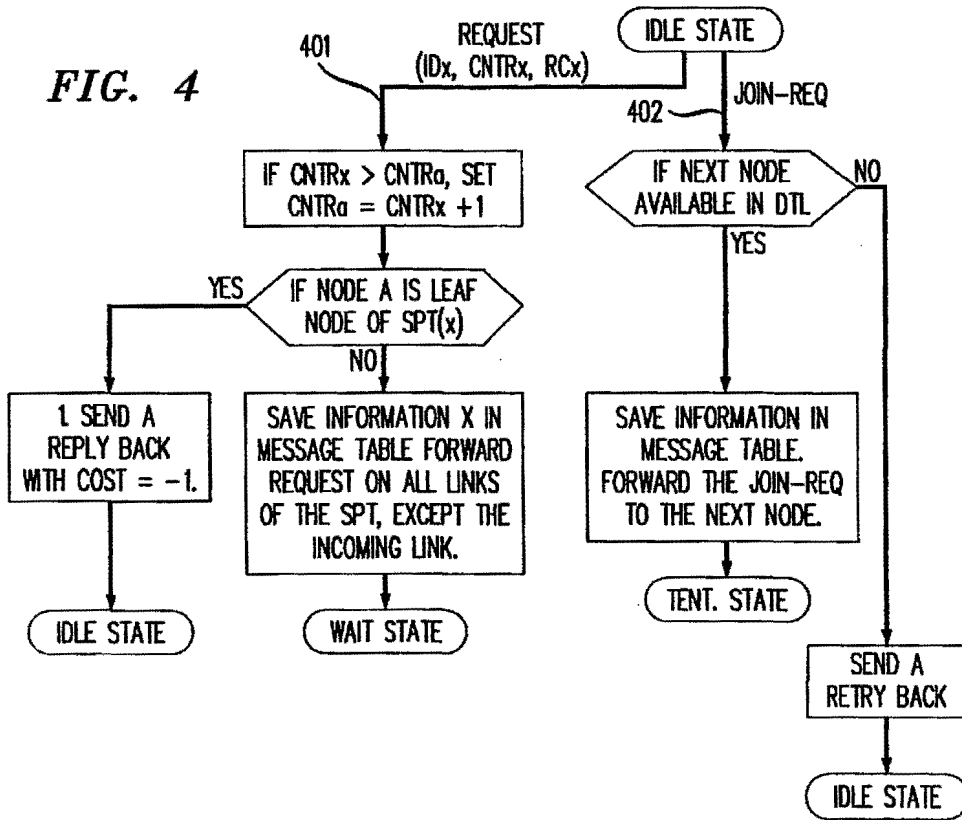 FIG. 4
401
REQUEST
(IDx, CNTRx, RCx)
IDLE STATE
402
JOIN-REQ
IF CNTRx > CNTRa, SET
CNTRa = CNTRx +1
IF NEXT NODE
AVAILABLE IN DTL
NO
YES
YES
IF NODE A IS LEAF
NODE OF SPT(x)
NO
1. SEND A
REPLY BACK
WITH COST = -1.
SAVE INFORMATION X IN
MESSAGE TABLE FORWARD
REQUEST ON ALL LINKS
OF THE SPT, EXCEPT THE
INCOMING LINK.
SAVE INFORMATION IN
MESSAGE TABLE.
FORWARD THE JOIN-REQ
TO THE NEXT NODE.
IDLE STATE
WAIT STATE
TENT. STATE
SEND A
RETRY BACK
IDLE STATE